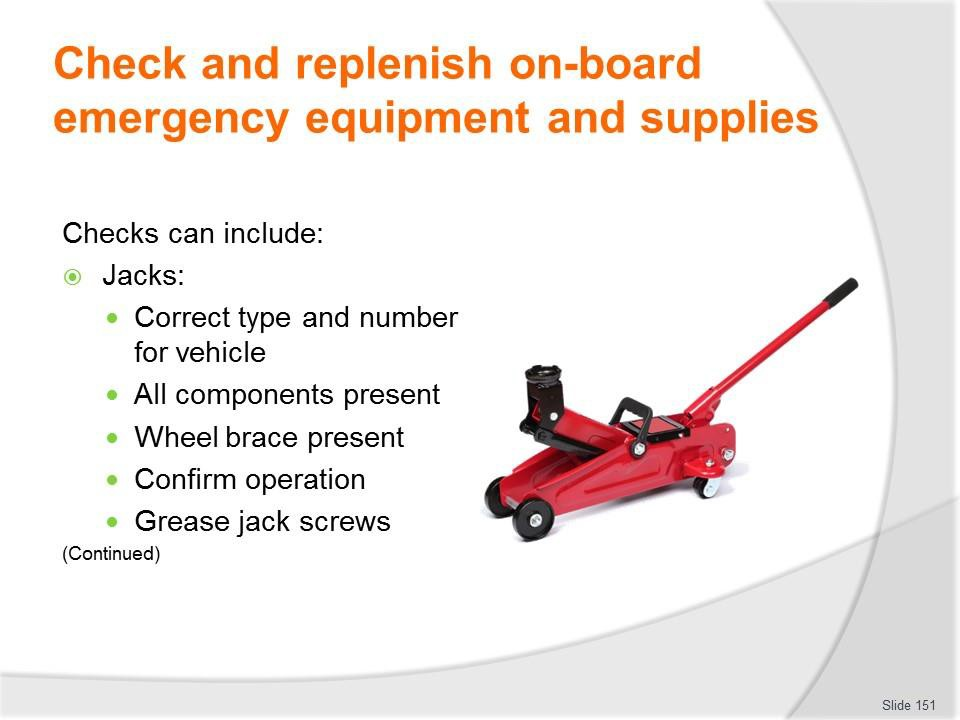 Check and replenish on-board
emergency equipment and supplies
Checks can include:
Jacks:
Correct type and number
for vehicle
All components present
Wheel brace present
Confirm operation
Grease jack screws
(Continued)
Slide 151